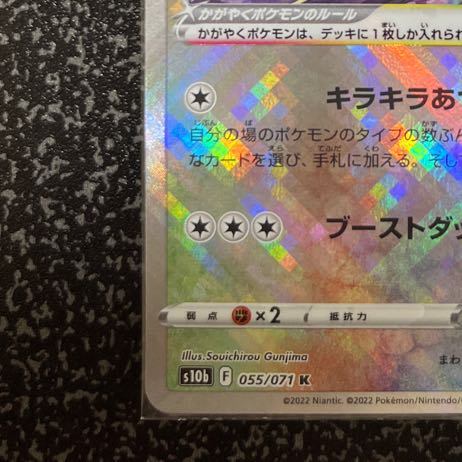 かがやくポケモンのルール
かがやくポケモンは、デッキに1枚しか入れられ
キラキラあつ
自分の場のポケモンのタイプの数ぶん
なカードを選び、手札に加える。そし
ブーストダッ
弱点 ×2 抵抗力
Illus.Souichirou Gunjima
s10b F 055/071 K
まわ
©2022 Niantic. ©2022 Pokémon/Nintendo/